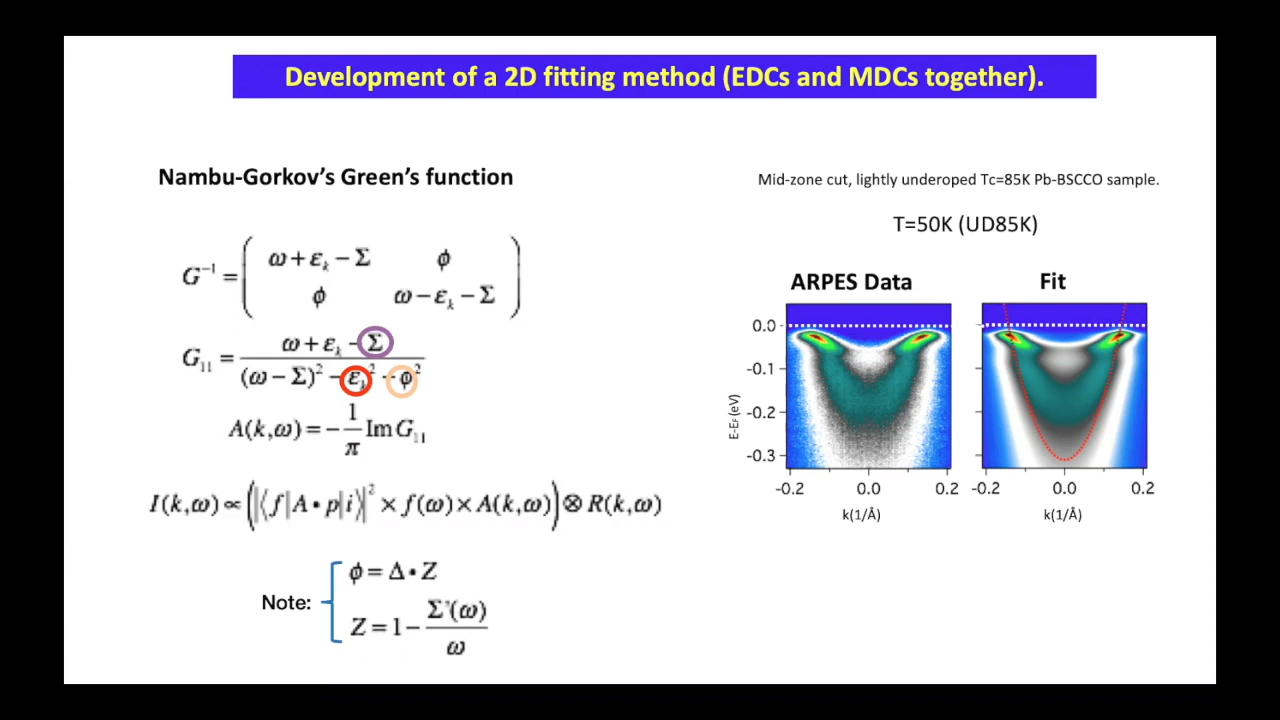 Development of a 2D fitting method (EDCs and MDCs together).
Nambu-Gorkov's Green's function
G⁻¹ = ( ω + ε_k − Σ   ϕ
ϕ   ω − ε_k − Σ )
G₁₁ = (ω + ε_k − Σ) / ((ω − Σ)² − ε_k² − ϕ²)
A(k,ω) = − 1/π Im G₁₁
I(k,ω) ∝ (|⟨f|A•p|i⟩|² × f(ω) × A(k,ω)) ⊗ R(k,ω)
Note:
ϕ = Δ • Z
Z = 1 − Σ'(ω)/ω
Mid-zone cut, lightly underoped Tc=85K Pb-BSCCO sample.
T=50K (UD85K)
ARPES Data
Fit
0.0
-0.1
-0.2
-0.3
E-E_F (eV)
-0.2 0.0 0.2
-0.2 0.0 0.2
k(1/Å)
k(1/Å)